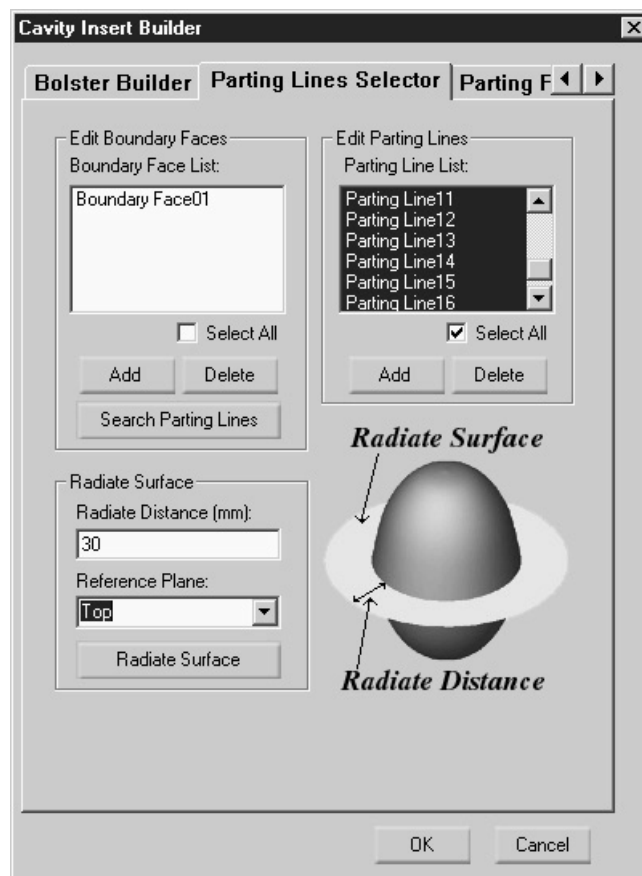 Cavity Insert Builder
Bolster Builder
Parting Lines Selector
Parting F
Edit Boundary Faces
Boundary Face List:
Boundary Face01
Select All
Add
Delete
Search Parting Lines
Edit Parting Lines
Parting Line List:
Parting Line11
Parting Line12
Parting Line13
Parting Line14
Parting Line15
Parting Line16
Select All
Add
Delete
Radiate Surface
Radiate Distance (mm):
30
Reference Plane:
Top
Radiate Surface
Radiate Surface
Radiate Distance
OK
Cancel